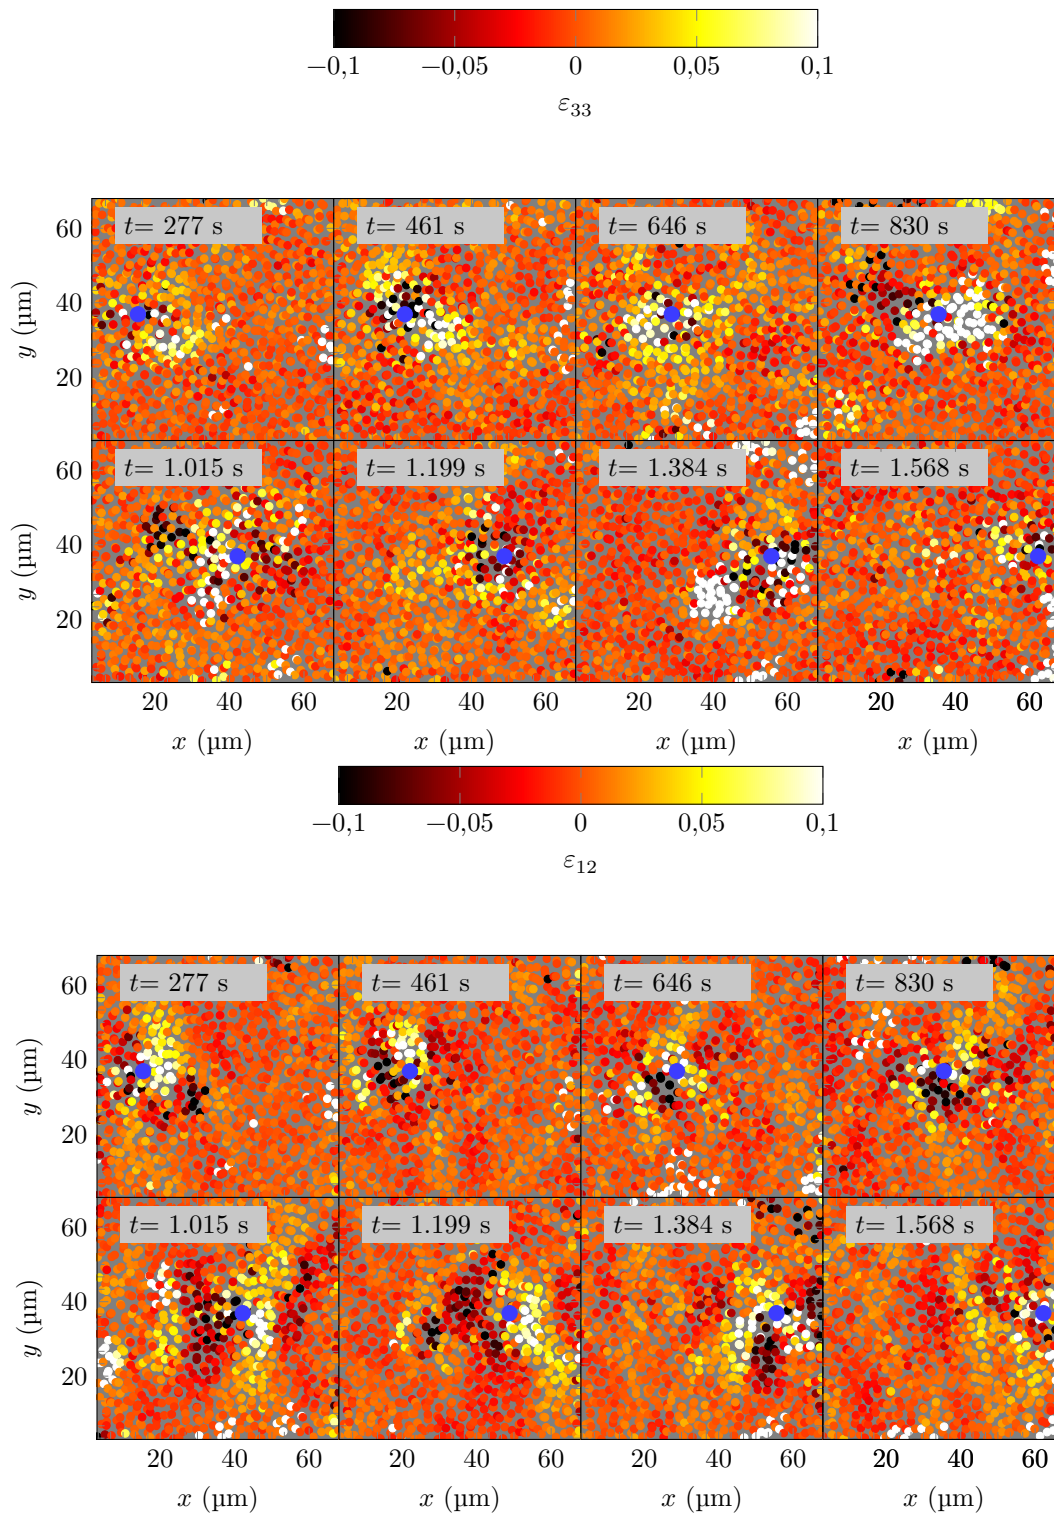 −0,1 −0,05 0 0,05 0,1
ε33
t= 277 s t= 461 s t= 646 s t= 830 s
60
40
20
y (µm)
t= 1.015 s t= 1.199 s t= 1.384 s t= 1.568 s
60
40
20
y (µm)
20 40 60 20 40 60 20 40 60 20 40 60
x (µm) x (µm) x (µm) x (µm)
−0,1 −0,05 0 0,05 0,1
ε12
t= 277 s t= 461 s t= 646 s t= 830 s
60
40
20
y (µm)
t= 1.015 s t= 1.199 s t= 1.384 s t= 1.568 s
60
40
20
y (µm)
20 40 60 20 40 60 20 40 60 20 40 60
x (µm) x (µm) x (µm) x (µm)